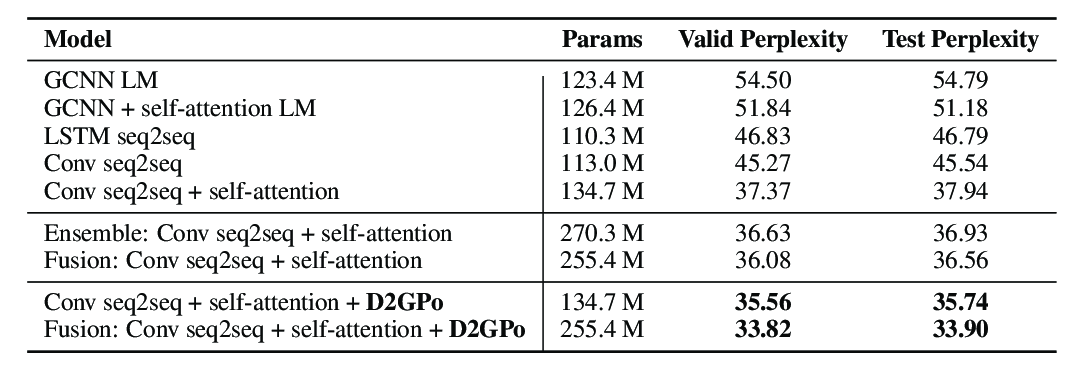 Model Params Valid Perplexity Test Perplexity
GCNN LM 123.4 M 54.50 54.79
GCNN + self-attention LM 126.4 M 51.84 51.18
LSTM seq2seq 110.3 M 46.83 46.79
Conv seq2seq 113.0 M 45.27 45.54
Conv seq2seq + self-attention 134.7 M 37.37 37.94
Ensemble: Conv seq2seq + self-attention 270.3 M 36.63 36.93
Fusion: Conv seq2seq + self-attention 255.4 M 36.08 36.56
Conv seq2seq + self-attention + D2GPo 134.7 M 35.56 35.74
Fusion: Conv seq2seq + self-attention + D2GPo 255.4 M 33.82 33.90